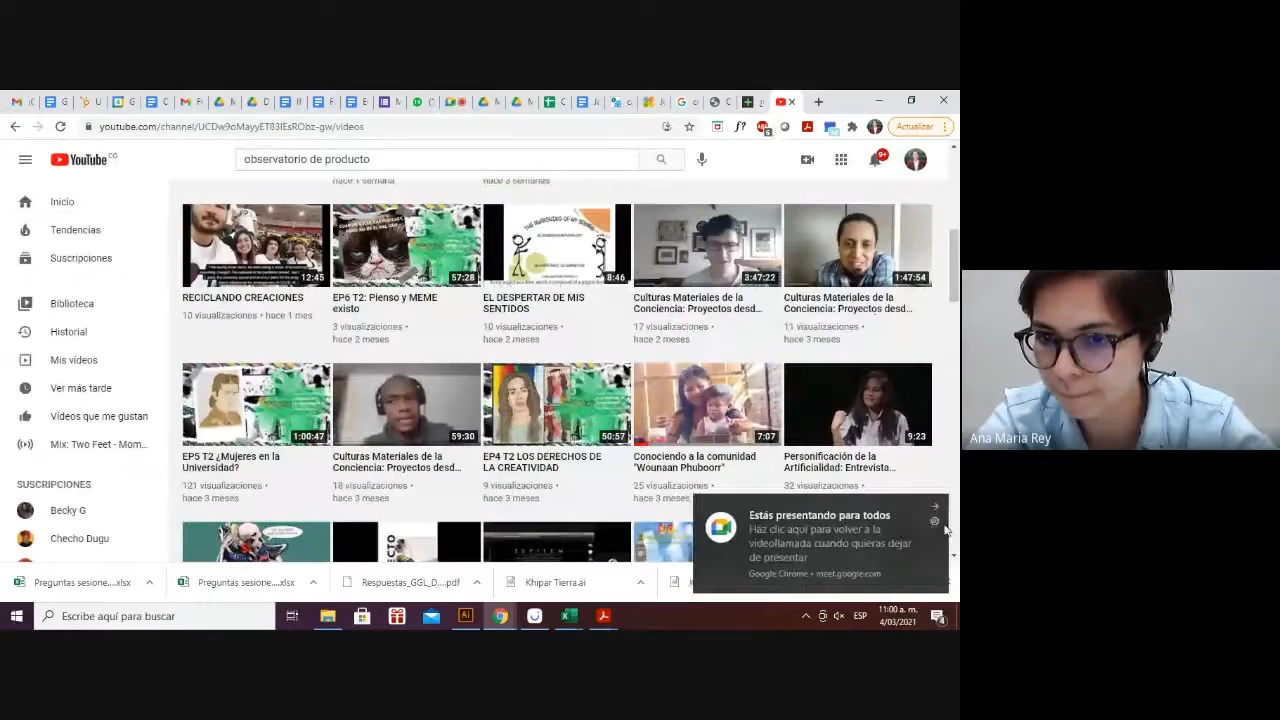 youtube.com/channel/UCDw9oMayyET83IEsRObz-gw/videos
Actualizar
YouTube CO
observatorio de producto
9+
hace 1 semana
hace 3 semanas
Inicio
Tendencias
Suscripciones
Biblioteca
Historial
Mis videos
Ver más tarde
Vídeos que me gustan
Mix: Two Feet - Mom...
SUSCRIPCIONES
Becky G
Checho Dugu
12:45
57:28
8:46
3:47:22
1:47:54
RECICLANDO CREACIONES
10 visualizaciones • hace 1 mes
EP6 T2: Pienso y MEME
existo
3 visualizaciones •
hace 2 meses
EL DESPERTAR DE MIS
SENTIDOS
10 visualizaciones •
hace 2 meses
Culturas Materiales de la
Conciencia: Proyectos desd...
17 visualizaciones •
hace 2 meses
Culturas Materiales de la
Conciencia: Proyectos desd...
11 visualizaciones •
hace 3 meses
1:00:47
59:30
50:57
7:07
9:23
EP5 T2 ¿Mujeres en la
Universidad?
121 visualizaciones •
hace 3 meses
Culturas Materiales de la
Conciencia: Proyectos desd...
18 visualizaciones •
hace 3 meses
EP4 T2 LOS DERECHOS DE
LA CREATIVIDAD
9 visualizaciones •
hace 3 meses
Conociendo a la comunidad
"Wounaan Phuboorr"
25 visualizaciones •
hace 3 meses
Personificación de la
Artificialidad: Entrevista...
32 visualizaciones •
Estás presentando para todos
Haz clic aquí para volver a la
videollamada cuando quieras dejar
de presentar
Google Chrome • meet.google.com
Preguntas sesione....xlsx
Preguntas sesione....xlsx
Respuestas_GGL_D....pdf
Khipar Tierra.ai
Escribe aquí para buscar
ESP
11:00 a. m.
4/03/2021
4
Ana Maria Rey